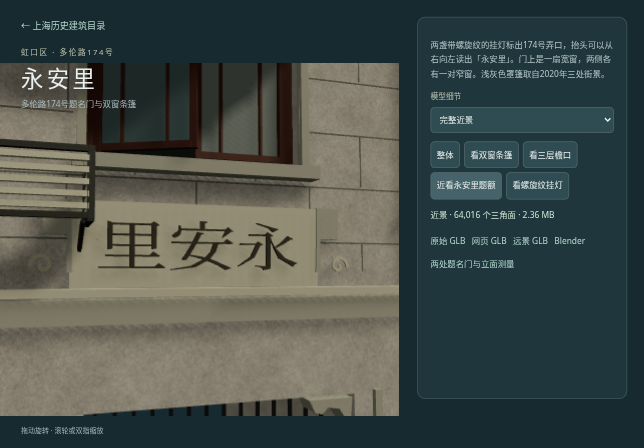 ← 上海历史建筑目录
虹口区 · 多伦路174号
永安里
多伦路174号题名门与双窗条篷
里安永
拖动旋转 · 滚轮或双指缩放
两盏带螺旋纹的挂灯标出174号弄口，抬头可以从
右向左读出「永安里」。门上是一扇宽窗，两侧各
有一对窄窗。浅灰色罩篷取自2020年三处街景。
模型细节
完整近景
整体
看双窗条篷
看三层檐口
近看永安里题额
看螺旋纹挂灯
近景 · 64,016 个三角面 · 2.36 MB
原始 GLB 网页 GLB 远景 GLB Blender
两处题名门与立面测量